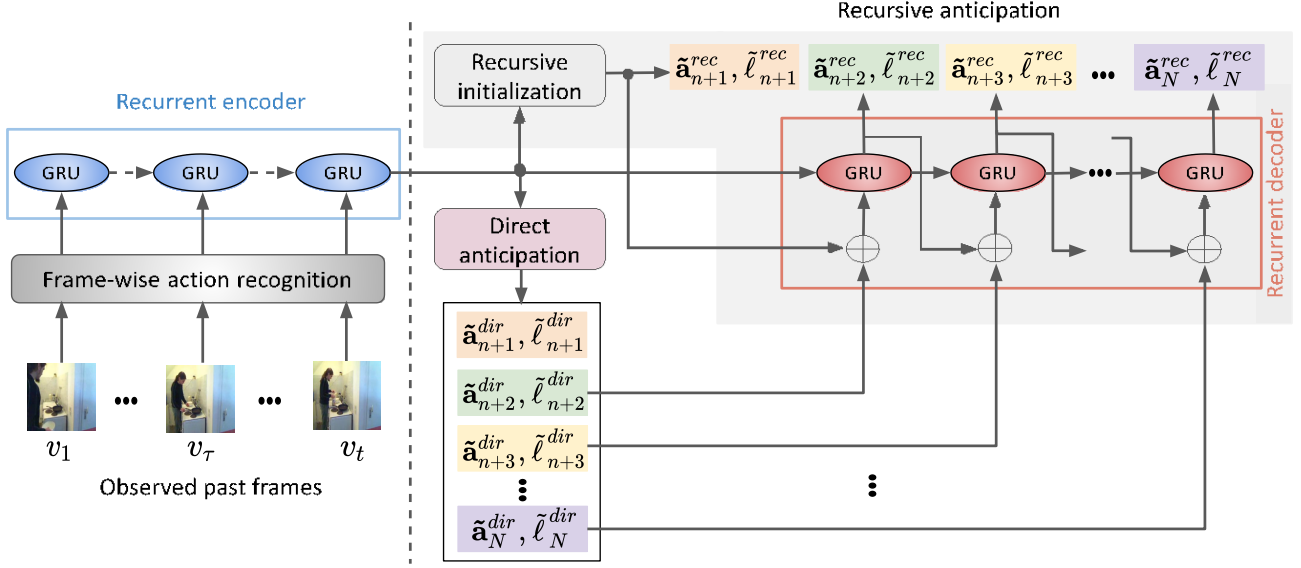 Recursive anticipation
Recursive
initialization
ã^{rec}_{n+1}, ℓ̃^{rec}_{n+1}
ã^{rec}_{n+2}, ℓ̃^{rec}_{n+2}
ã^{rec}_{n+3}, ℓ̃^{rec}_{n+3}
•••
ã^{rec}_{N}, ℓ̃^{rec}_{N}
Recurrent encoder
GRU
GRU
GRU
GRU
GRU
•••
GRU
Recurrent decoder
Direct
anticipation
Frame-wise action recognition
ã^{dir}_{n+1}, ℓ̃^{dir}_{n+1}
ã^{dir}_{n+2}, ℓ̃^{dir}_{n+2}
ã^{dir}_{n+3}, ℓ̃^{dir}_{n+3}
ã^{dir}_{N}, ℓ̃^{dir}_{N}
•••
•••
v_1
v_τ
v_t
Observed past frames